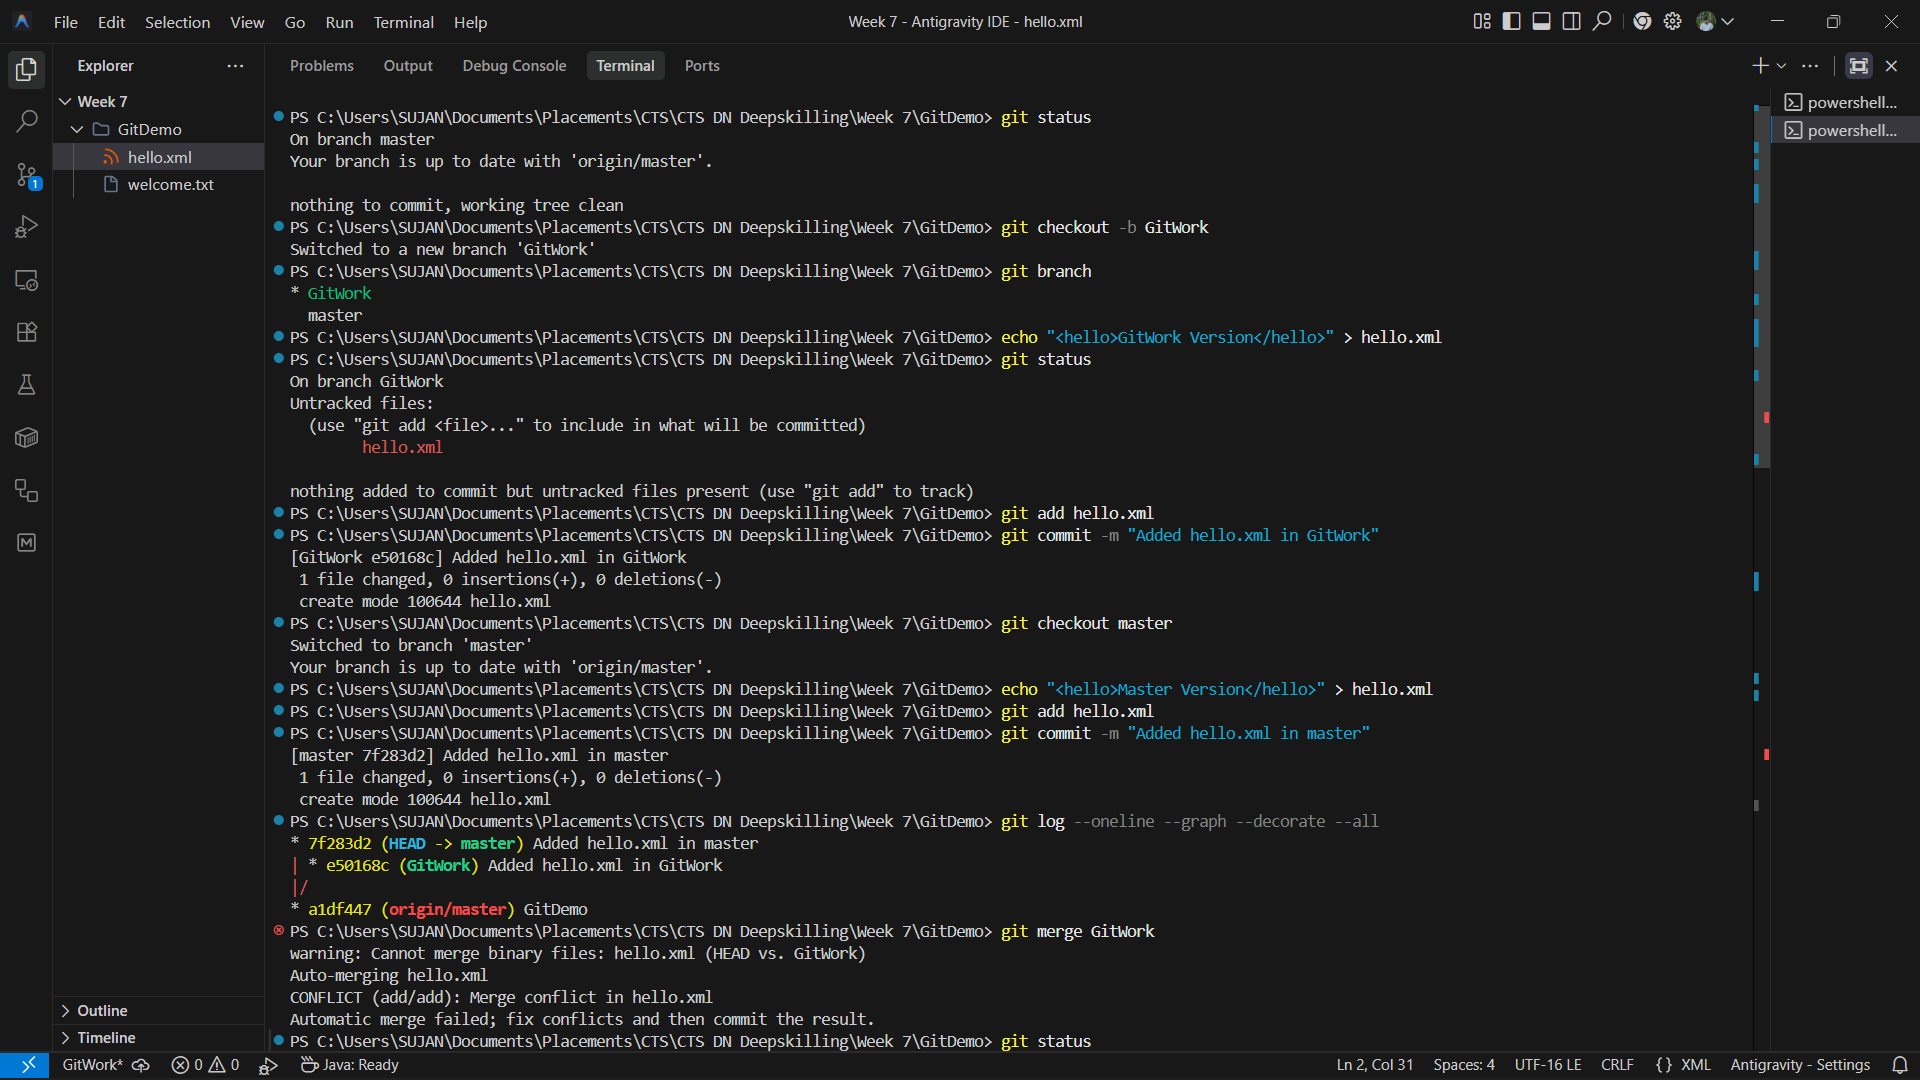 File Edit Selection View Go Run Terminal Help
Week 7 - Antigravity IDE - hello.xml
Explorer
Week 7
GitDemo
hello.xml
welcome.txt
1
Outline
Timeline
Problems Output Debug Console Terminal Ports
powershell...
powershell...
PS C:\Users\SUJAN\Documents\Placements\CTS\CTS DN Deepskilling\Week 7\GitDemo> git status
On branch master
Your branch is up to date with 'origin/master'.
nothing to commit, working tree clean
PS C:\Users\SUJAN\Documents\Placements\CTS\CTS DN Deepskilling\Week 7\GitDemo> git checkout -b GitWork
Switched to a new branch 'GitWork'
PS C:\Users\SUJAN\Documents\Placements\CTS\CTS DN Deepskilling\Week 7\GitDemo> git branch
* GitWork
  master
PS C:\Users\SUJAN\Documents\Placements\CTS\CTS DN Deepskilling\Week 7\GitDemo> echo "<hello>GitWork Version</hello>" > hello.xml
PS C:\Users\SUJAN\Documents\Placements\CTS\CTS DN Deepskilling\Week 7\GitDemo> git status
On branch GitWork
Untracked files:
  (use "git add <file>..." to include in what will be committed)
        hello.xml
nothing added to commit but untracked files present (use "git add" to track)
PS C:\Users\SUJAN\Documents\Placements\CTS\CTS DN Deepskilling\Week 7\GitDemo> git add hello.xml
PS C:\Users\SUJAN\Documents\Placements\CTS\CTS DN Deepskilling\Week 7\GitDemo> git commit -m "Added hello.xml in GitWork"
[GitWork e50168c] Added hello.xml in GitWork
 1 file changed, 0 insertions(+), 0 deletions(-)
 create mode 100644 hello.xml
PS C:\Users\SUJAN\Documents\Placements\CTS\CTS DN Deepskilling\Week 7\GitDemo> git checkout master
Switched to branch 'master'
Your branch is up to date with 'origin/master'.
PS C:\Users\SUJAN\Documents\Placements\CTS\CTS DN Deepskilling\Week 7\GitDemo> echo "<hello>Master Version</hello>" > hello.xml
PS C:\Users\SUJAN\Documents\Placements\CTS\CTS DN Deepskilling\Week 7\GitDemo> git add hello.xml
PS C:\Users\SUJAN\Documents\Placements\CTS\CTS DN Deepskilling\Week 7\GitDemo> git commit -m "Added hello.xml in master"
[master 7f283d2] Added hello.xml in master
 1 file changed, 0 insertions(+), 0 deletions(-)
 create mode 100644 hello.xml
PS C:\Users\SUJAN\Documents\Placements\CTS\CTS DN Deepskilling\Week 7\GitDemo> git log --oneline --graph --decorate --all
* 7f283d2 (HEAD -> master) Added hello.xml in master
| * e50168c (GitWork) Added hello.xml in GitWork
|/
* a1df447 (origin/master) GitDemo
PS C:\Users\SUJAN\Documents\Placements\CTS\CTS DN Deepskilling\Week 7\GitDemo> git merge GitWork
warning: Cannot merge binary files: hello.xml (HEAD vs. GitWork)
Auto-merging hello.xml
CONFLICT (add/add): Merge conflict in hello.xml
Automatic merge failed; fix conflicts and then commit the result.
PS C:\Users\SUJAN\Documents\Placements\CTS\CTS DN Deepskilling\Week 7\GitDemo> git status
GitWork* 0 0 Java: Ready Ln 2, Col 31 Spaces: 4 UTF-16 LE CRLF {} XML Antigravity - Settings